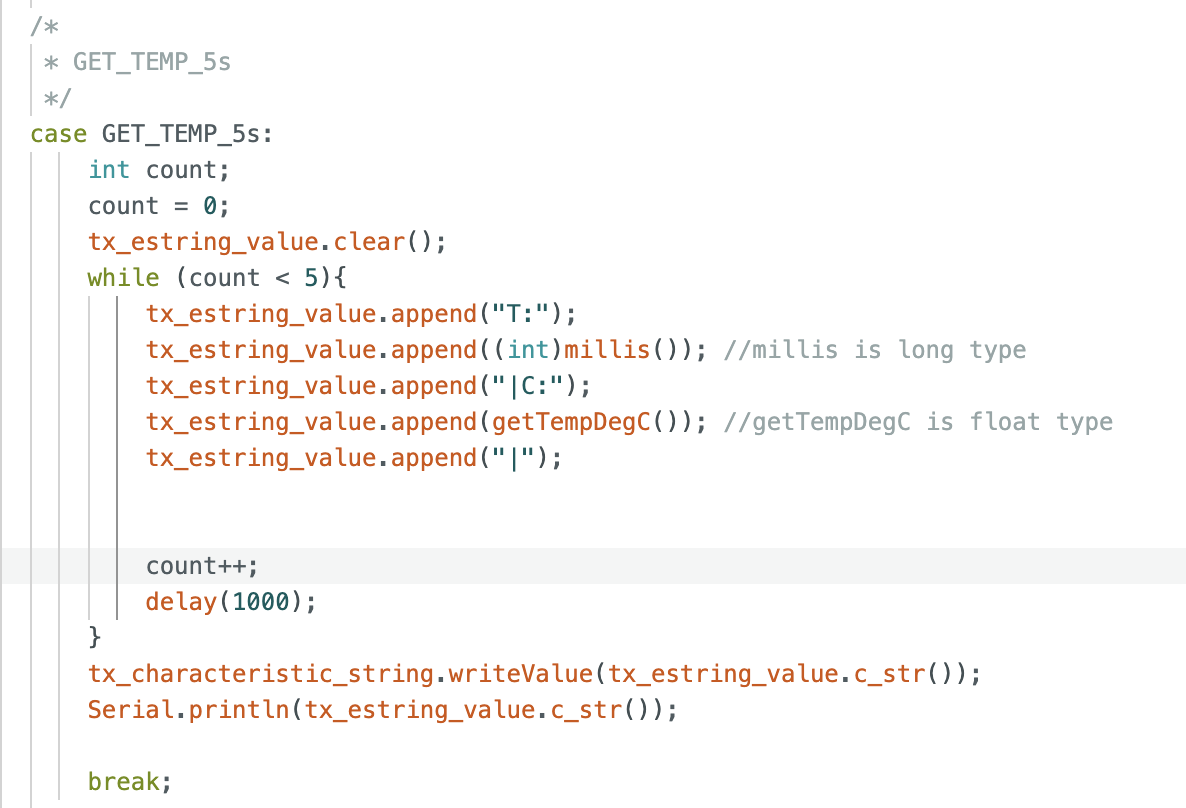 /*
 * GET_TEMP_5s
 */
case GET_TEMP_5s:
    int count;
    count = 0;
    tx_estring_value.clear();
    while (count < 5){
        tx_estring_value.append("T:");
        tx_estring_value.append((int)millis()); //millis is long type
        tx_estring_value.append("|C:");
        tx_estring_value.append(getTempDegC()); //getTempDegC is float type
        tx_estring_value.append("|");
        count++;
        delay(1000);
    }
    tx_characteristic_string.writeValue(tx_estring_value.c_str());
    Serial.println(tx_estring_value.c_str());
    break;